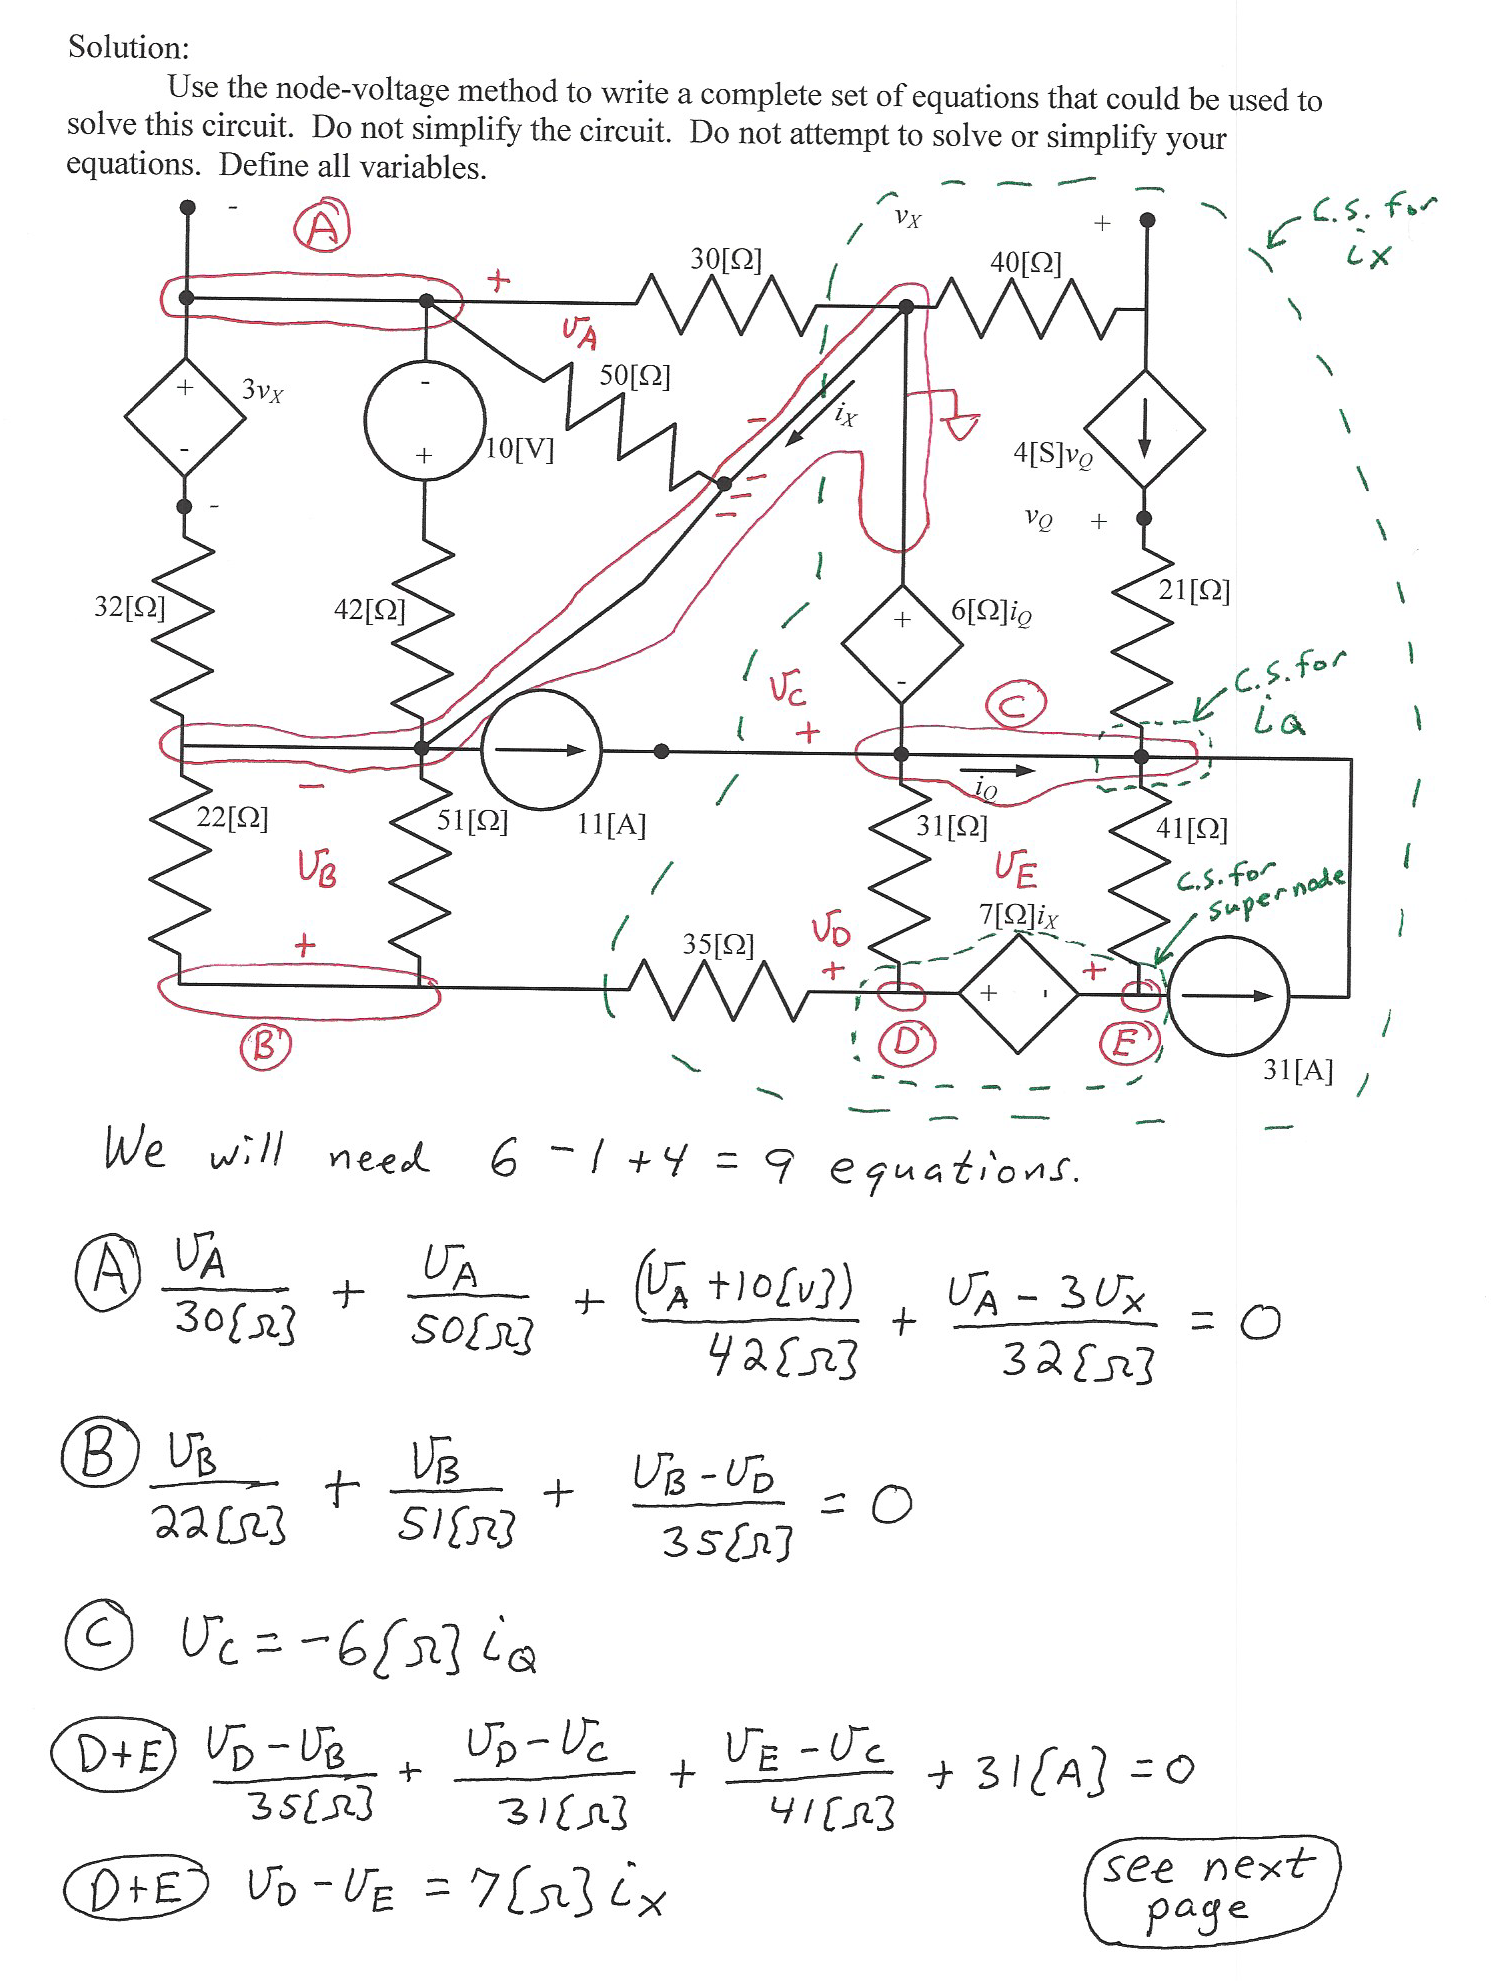 Solution:
Use the node-voltage method to write a complete set of equations that could be used to
solve this circuit. Do not simplify the circuit. Do not attempt to solve or simplify your
equations. Define all variables.
- A vX + C.S. for
iX
+ 30[Ω] 40[Ω]
vA
+ 3vX - 50[Ω] iX
- + 10[V] 4[S]vQ
- vQ +
32[Ω] 42[Ω] + 6[Ω]iQ 21[Ω]
- vC C C.S. for
+ iQ
- iQ
22[Ω] 51[Ω] 11[A] 31[Ω] 41[Ω]
vB vE C.S. for
supernode
+ 35[Ω] vD 7[Ω]iX
+ + - +
B D E
31[A]
We will need 6 - 1 + 4 = 9 equations.
A vA/30[Ω] + vA/50[Ω] + (vA + 10[V])/42[Ω] + vA - 3vX/32[Ω] = 0
B vB/22[Ω] + vB/51[Ω] + vB - vD/35[Ω] = 0
C vC = -6[Ω] iQ
D+E vD - vB/35[Ω] + vD - vC/31[Ω] + vE - vC/41[Ω] + 31[A] = 0
D+E vD - vE = 7[Ω] iX
see next
page